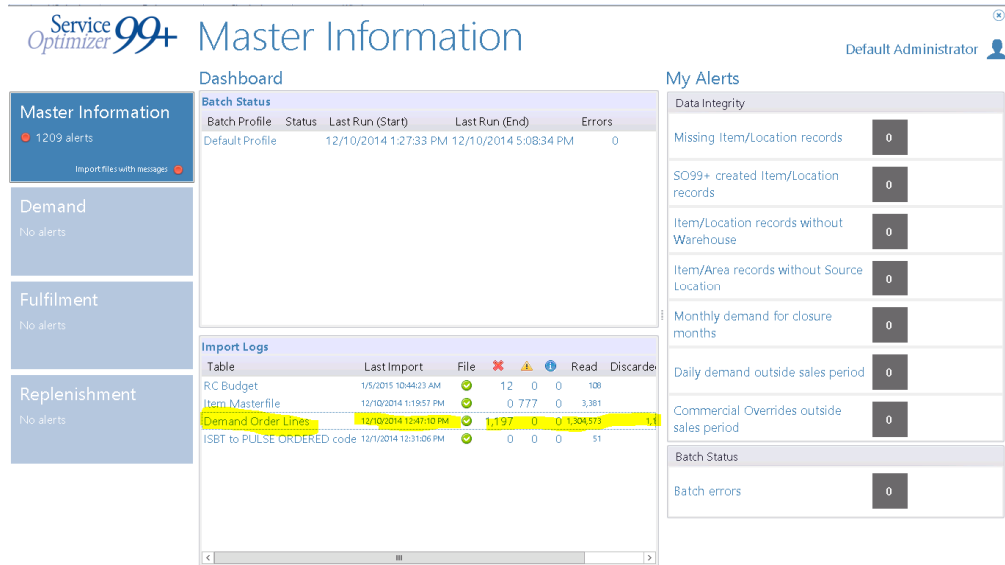 Service
Optimizer 99+
Master Information
Default Administrator
Dashboard
My Alerts
Master Information
1209 alerts
Import files with messages
Demand
No alerts
Fulfilment
No alerts
Replenishment
No alerts
Batch Status
Batch Profile Status Last Run (Start) Last Run (End) Errors
Default Profile 12/10/2014 1:27:33 PM 12/10/2014 5:08:34 PM 0
Import Logs
Table Last Import File Read Discarded
RC Budget 1/5/2015 10:44:23 AM 12 0 0 108
Item Masterfile 12/10/2014 1:19:57 PM 0 777 0 3,381
Demand Order Lines 12/10/2014 12:47:10 PM 1,197 0 0 1,304,573 1,1
ISBT to PULSE ORDERED code 12/1/2014 12:31:06 PM 0 0 0 51
Data Integrity
Missing Item/Location records 0
SO99+ created Item/Location
records 0
Item/Location records without
Warehouse 0
Item/Area records without Source
Location 0
Monthly demand for closure
months 0
Daily demand outside sales period 0
Commercial Overrides outside
sales period 0
Batch Status
Batch errors 0